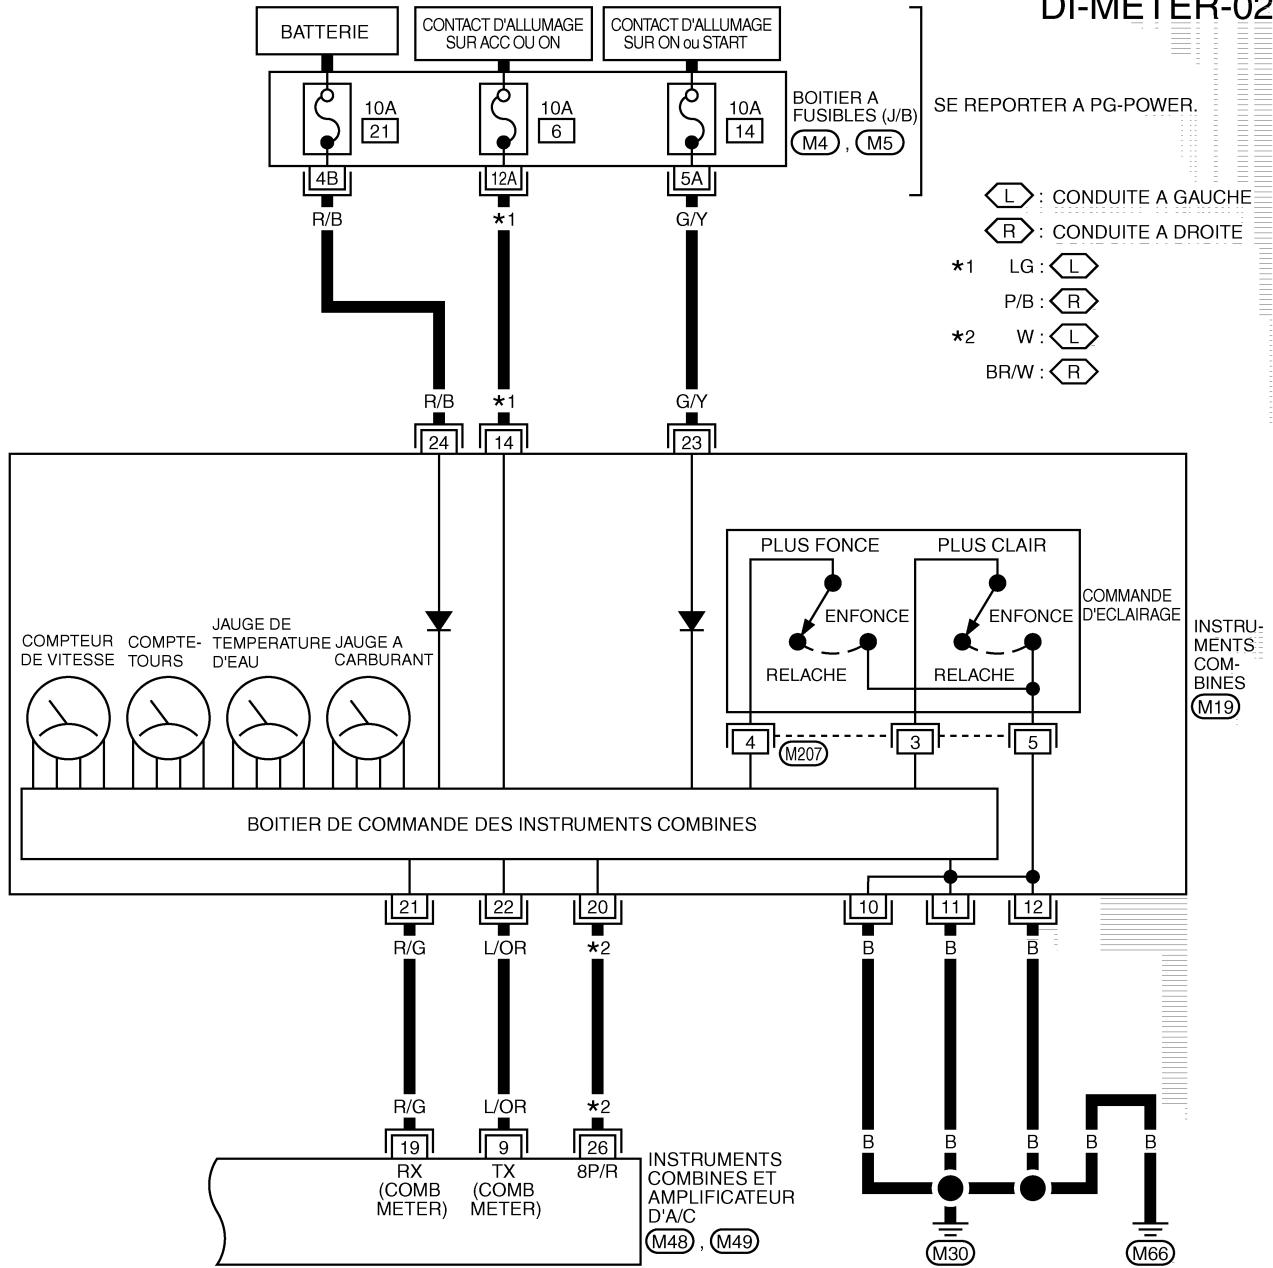 DI-METER-02
BATTERIE
CONTACT D'ALLUMAGE
SUR ACC OU ON
CONTACT D'ALLUMAGE
SUR ON ou START
10A
21
10A
6
10A
14
BOITIER A
FUSIBLES (J/B)
M4 , M5
SE REPORTER A PG-POWER.
4B
12A
5A
R/B
*1
G/Y
L : CONDUITE A GAUCHE
R : CONDUITE A DROITE
*1 LG : L
P/B : R
*2 W : L
BR/W : R
R/B
*1
G/Y
24
14
23
PLUS FONCE
PLUS CLAIR
ENFONCE
ENFONCE
RELACHE
RELACHE
COMMANDE
D'ECLAIRAGE
INSTRU-
MENTS
COM-
BINES
M19
COMPTEUR
DE VITESSE
COMPTE-
TOURS
JAUGE DE
TEMPERATURE
D'EAU
JAUGE A
CARBURANT
4
M207
3
5
BOITIER DE COMMANDE DES INSTRUMENTS COMBINES
21
22
20
10
11
12
R/G
L/OR
*2
B
B
B
R/G
L/OR
*2
B
B
B
B
B
19
9
26
RX
(COMB
METER)
TX
(COMB
METER)
8P/R
INSTRUMENTS
COMBINES ET
AMPLIFICATEUR
D'A/C
M48 , M49
M30
M66